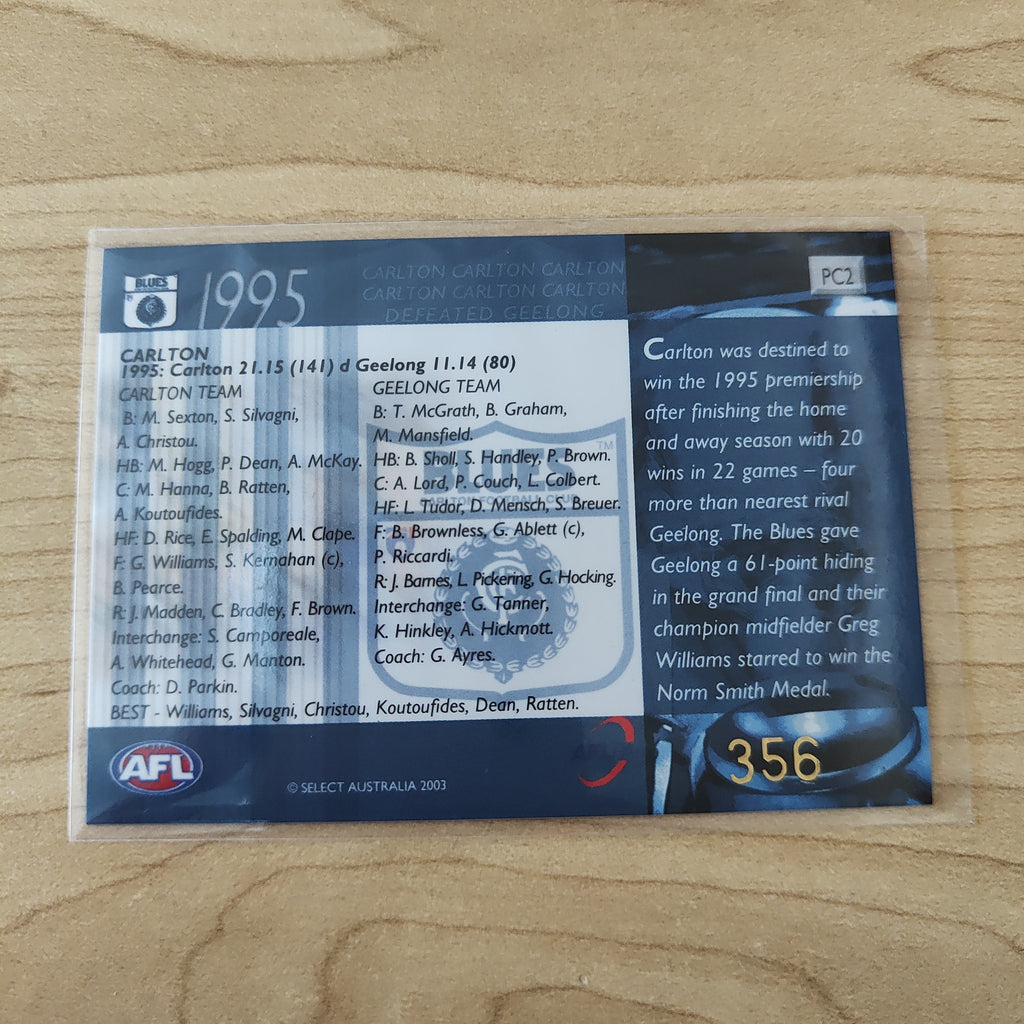 BLUES
1995
CARLTON CARLTON CARLTON
CARLTON CARLTON CARLTON
DEFEATED GEELONG
PC2
CARLTON
1995: Carlton 21.15 (141) d Geelong 11.14 (80)
CARLTON TEAM
B: M. Sexton, S. Silvagni,
A. Christou.
HB: M. Hogg, P. Dean, A. McKay.
C: M. Hanna, B. Ratten,
A. Koutoufides.
HF: D. Rice, E. Spalding, M. Clape.
F: G. Williams, S. Kernahan (c),
B. Pearce.
R: J. Madden, C. Bradley, F. Brown.
Interchange: S. Camporeale,
A. Whitehead, G. Manton.
Coach: D. Parkin.
GEELONG TEAM
B: T. McGrath, B. Graham,
M. Mansfield.
HB: B. Sholl, S. Handley, P. Brown.
C: A. Lord, P. Couch, L. Colbert.
HF: L. Tudor, D. Mensch, S. Breuer.
F: B. Brownless, G. Ablett (c),
P. Riccardi.
R: J. Barnes, L. Pickering, G. Hocking.
Interchange: G. Tanner,
K. Hinkley, A. Hickmott.
Coach: G. Ayres.
BEST - Williams, Silvagni, Christou, Koutoufides, Dean, Ratten.
TM
BLUES
CARLTON FOOTBALL CLUB
Carlton was destined to
win the 1995 premiership
after finishing the home
and away season with 20
wins in 22 games – four
more than nearest rival
Geelong. The Blues gave
Geelong a 61-point hiding
in the grand final and their
champion midfielder Greg
Williams starred to win the
Norm Smith Medal.
AFL
© SELECT AUSTRALIA 2003
356